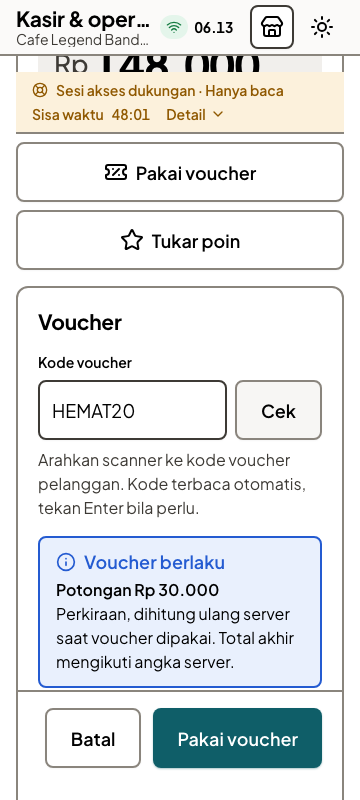 Kasir & oper...
06.13
Cafe Legend Band...
Sesi akses dukungan · Hanya baca
Sisa waktu 48:01 Detail
Pakai voucher
Tukar poin
Voucher
Kode voucher
HEMAT20
Cek
Arahkan scanner ke kode voucher
pelanggan. Kode terbaca otomatis,
tekan Enter bila perlu.
Voucher berlaku
Potongan Rp 30.000
Perkiraan, dihitung ulang server
saat voucher dipakai. Total akhir
mengikuti angka server.
Batal
Pakai voucher